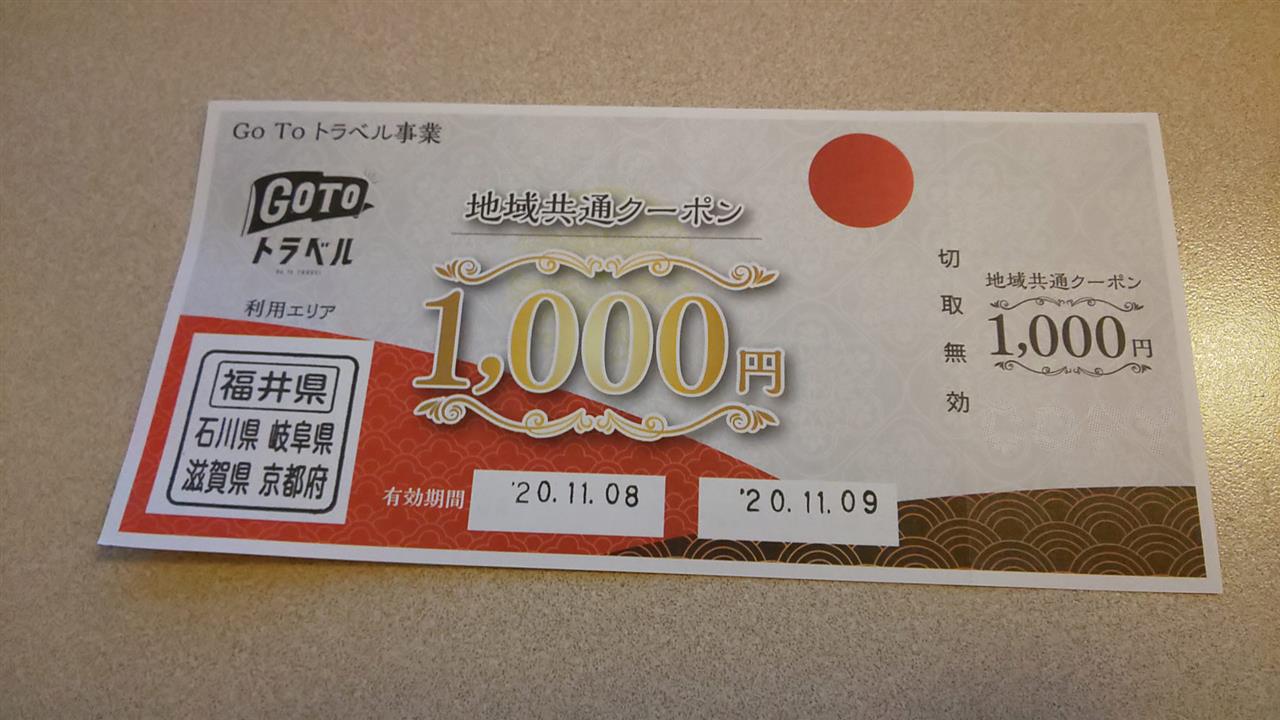 Go To トラベル事業
GOTO
トラベル
地域共通クーポン
1,000円
利用エリア
福井県
石川県 岐阜県
滋賀県 京都府
有効期間
'20.11.08
'20.11.09
切取無効
地域共通クーポン
1,000円